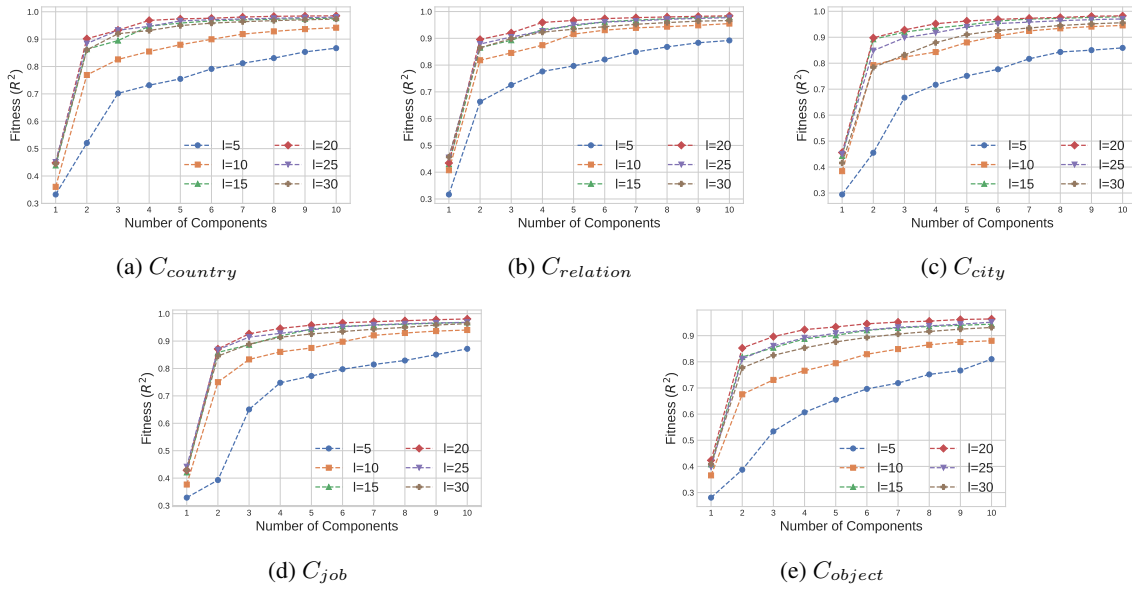 1.0
0.9
0.8
0.7
0.6
0.5
0.4
0.3
Fitness (R²)
1 2 3 4 5 6 7 8 9 10
Number of Components
l=5 l=20
l=10 l=25
l=15 l=30
(a) C_country
1.0
0.9
0.8
0.7
0.6
0.5
0.4
0.3
Fitness (R²)
1 2 3 4 5 6 7 8 9 10
Number of Components
l=5 l=20
l=10 l=25
l=15 l=30
(b) C_relation
1.0
0.9
0.8
0.7
0.6
0.5
0.4
0.3
Fitness (R²)
1 2 3 4 5 6 7 8 9 10
Number of Components
l=5 l=20
l=10 l=25
l=15 l=30
(c) C_city
1.0
0.9
0.8
0.7
0.6
0.5
0.4
0.3
Fitness (R²)
1 2 3 4 5 6 7 8 9 10
Number of Components
l=5 l=20
l=10 l=25
l=15 l=30
(d) C_job
0.9
0.8
0.7
0.6
0.5
0.4
0.3
Fitness (R²)
1 2 3 4 5 6 7 8 9 10
Number of Components
l=5 l=20
l=10 l=25
l=15 l=30
(e) C_object